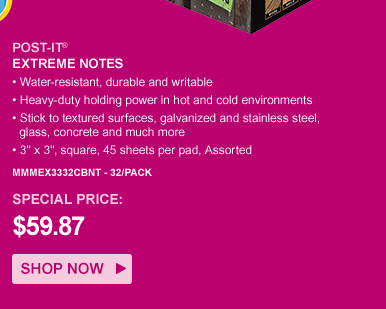 POST-IT®
EXTREME NOTES
• Water-resistant, durable and writable
• Heavy-duty holding power in hot and cold environments
• Stick to textured surfaces, galvanized and stainless steel,
glass, concrete and much more
• 3" x 3", square, 45 sheets per pad, Assorted
MMMEX3332CBNT - 32/PACK
SPECIAL PRICE:
$59.87
SHOP NOW ▶